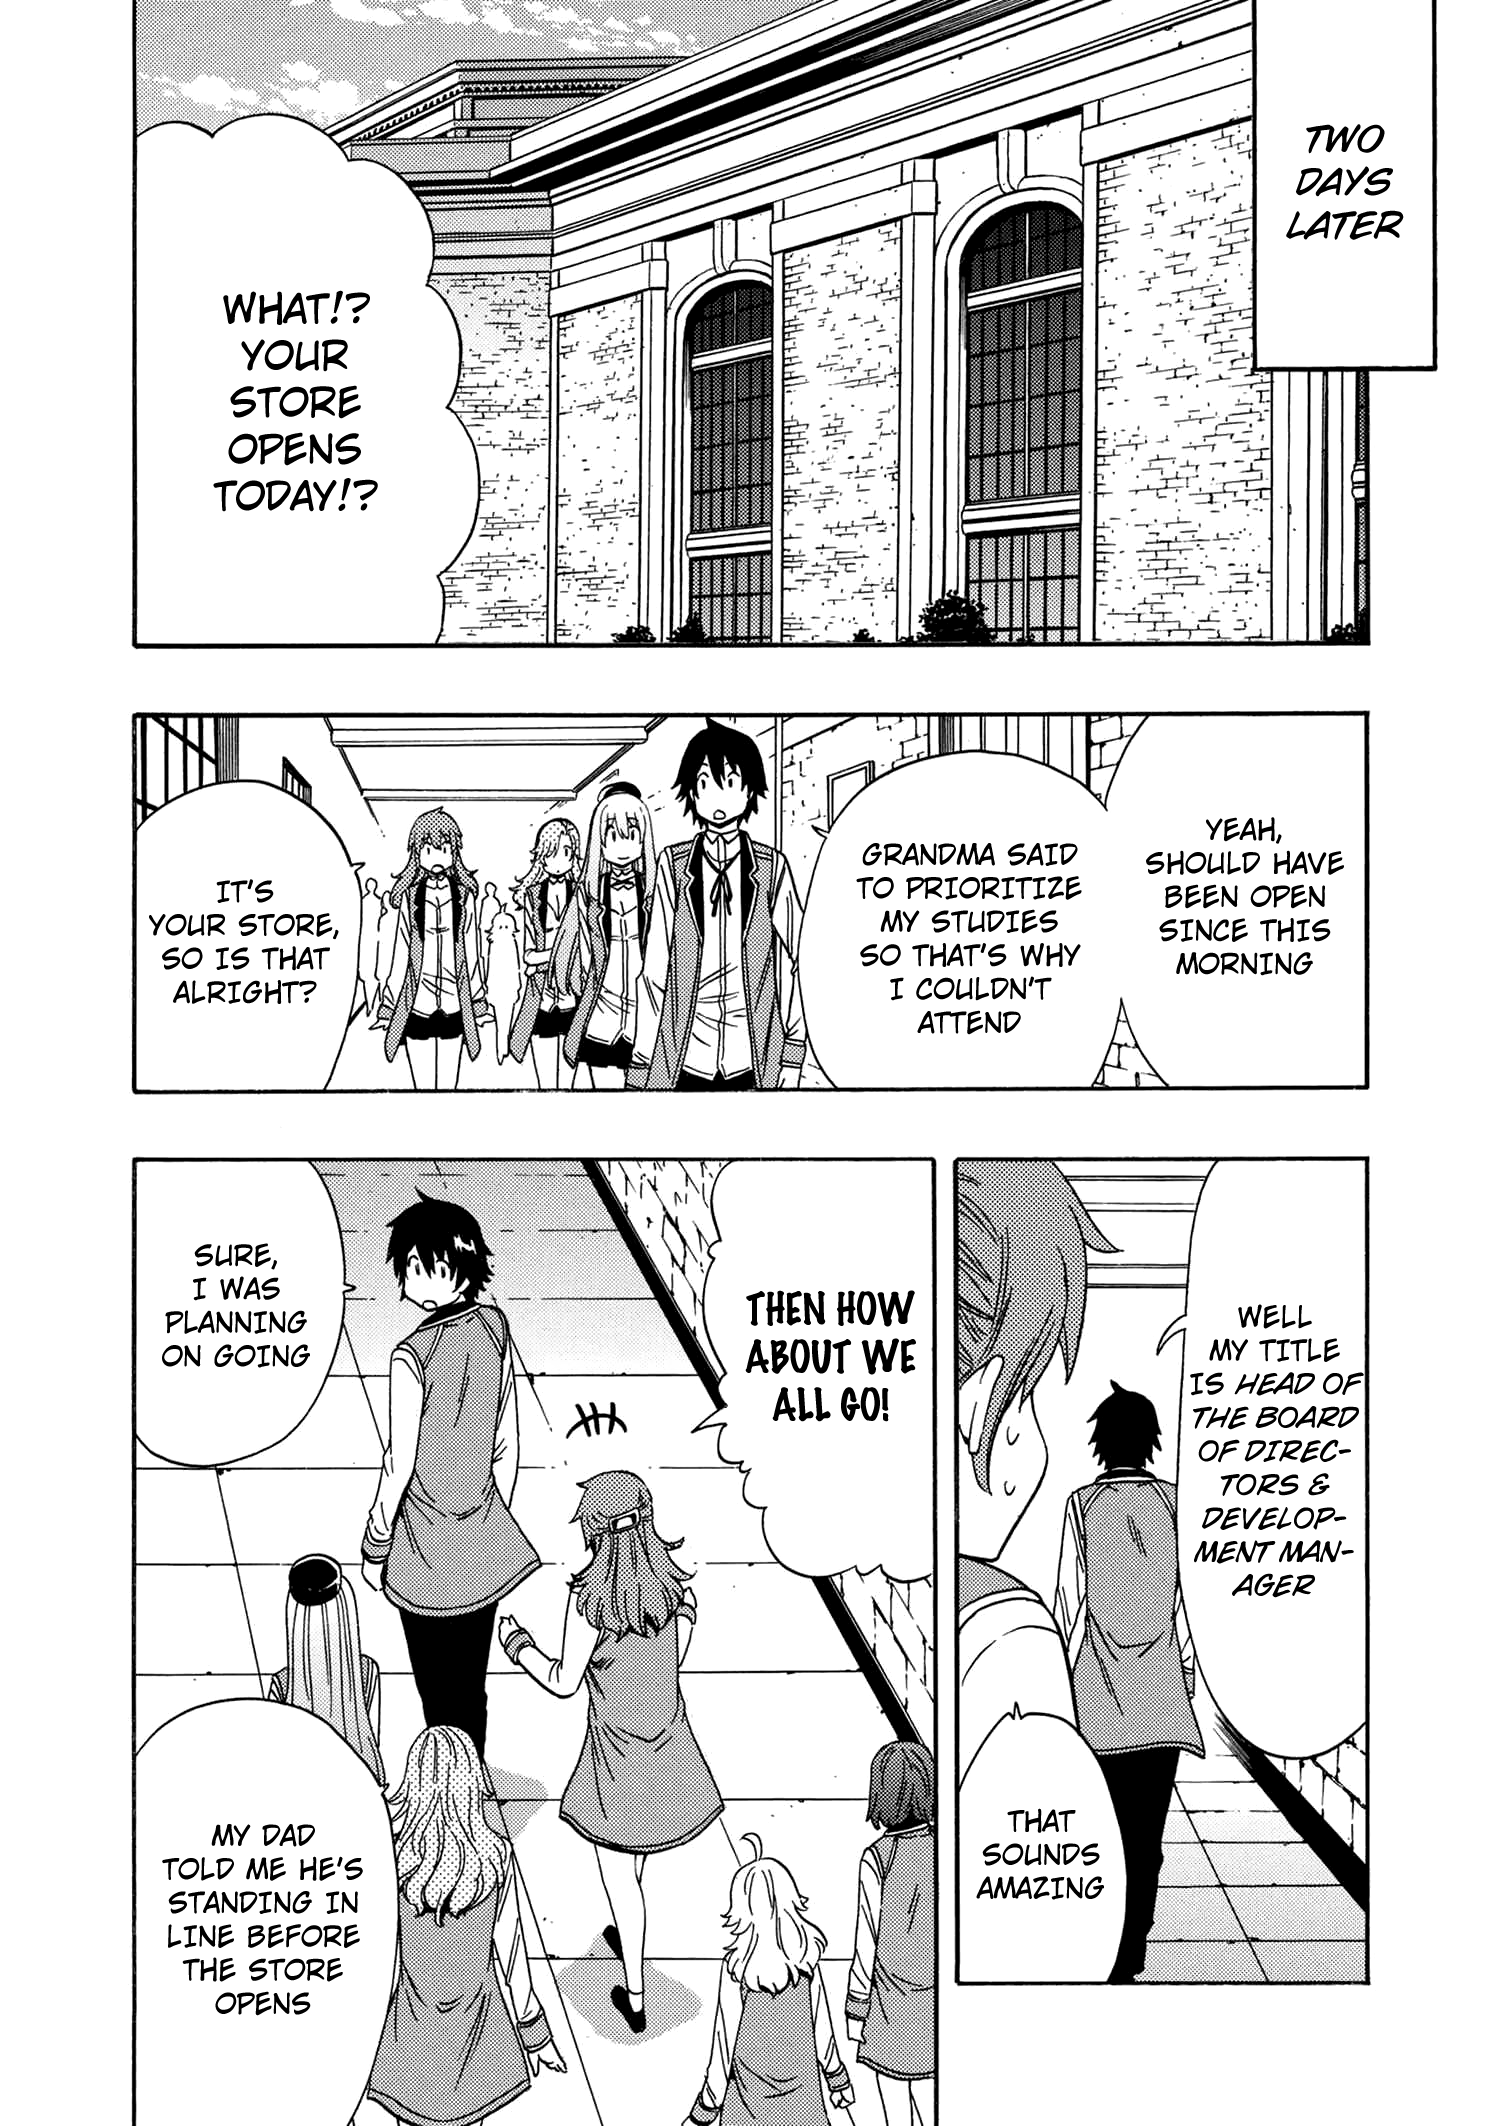 TWO
DAYS
LATER
WHAT!?
YOUR
STORE
OPENS
TODAY!?
YEAH,
SHOULD HAVE
BEEN OPEN
SINCE THIS
MORNING
GRANDMA SAID
TO PRIORITIZE
MY STUDIES
SO THAT'S WHY
I COULDN'T
ATTEND
IT'S
YOUR STORE,
SO IS THAT
ALRIGHT?
WELL
MY TITLE
IS HEAD OF
THE BOARD
OF DIREC-
TORS &
DEVELOP-
MENT MAN-
AGER
THAT
SOUNDS
AMAZING
THEN HOW
ABOUT WE
ALL GO!
SURE,
I WAS
PLANNING
ON GOING
MY DAD
TOLD ME HE'S
STANDING IN
LINE BEFORE
THE STORE
OPENS